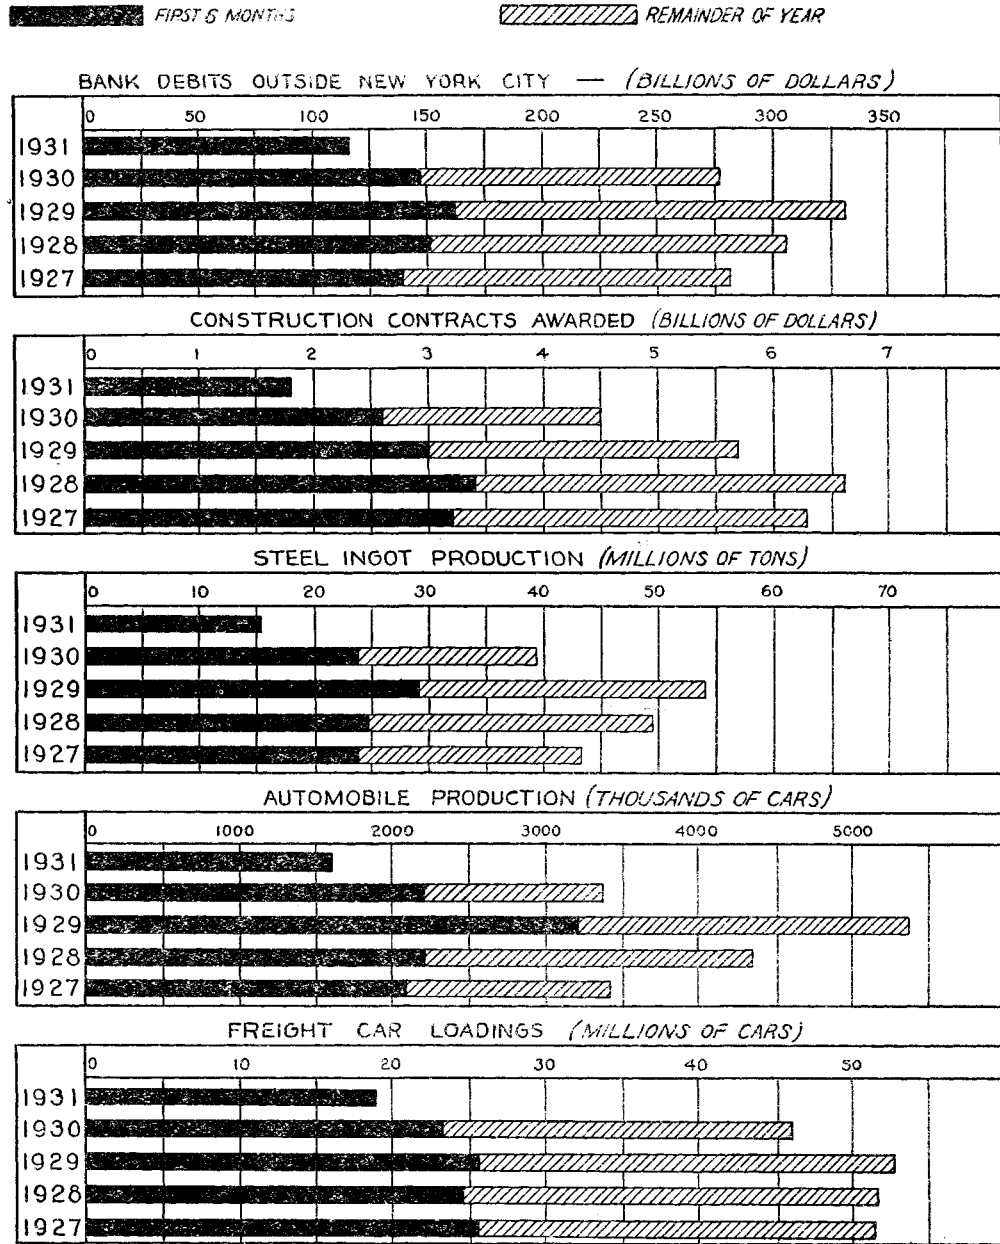 FIRST 6 MONTHS REMAINDER OF YEAR
BANK DEBITS OUTSIDE NEW YORK CITY — (BILLIONS OF DOLLARS)
0 50 100 150 200 250 300 350
1931
1930
1929
1928
1927
CONSTRUCTION CONTRACTS AWARDED (BILLIONS OF DOLLARS)
0 1 2 3 4 5 6 7
1931
1930
1929
1928
1927
STEEL INGOT PRODUCTION (MILLIONS OF TONS)
0 10 20 30 40 50 60 70
1931
1930
1929
1928
1927
AUTOMOBILE PRODUCTION (THOUSANDS OF CARS)
0 1000 2000 3000 4000 5000
1931
1930
1929
1928
1927
FREIGHT CAR LOADINGS (MILLIONS OF CARS)
0 10 20 30 40 50
1931
1930
1929
1928
1927